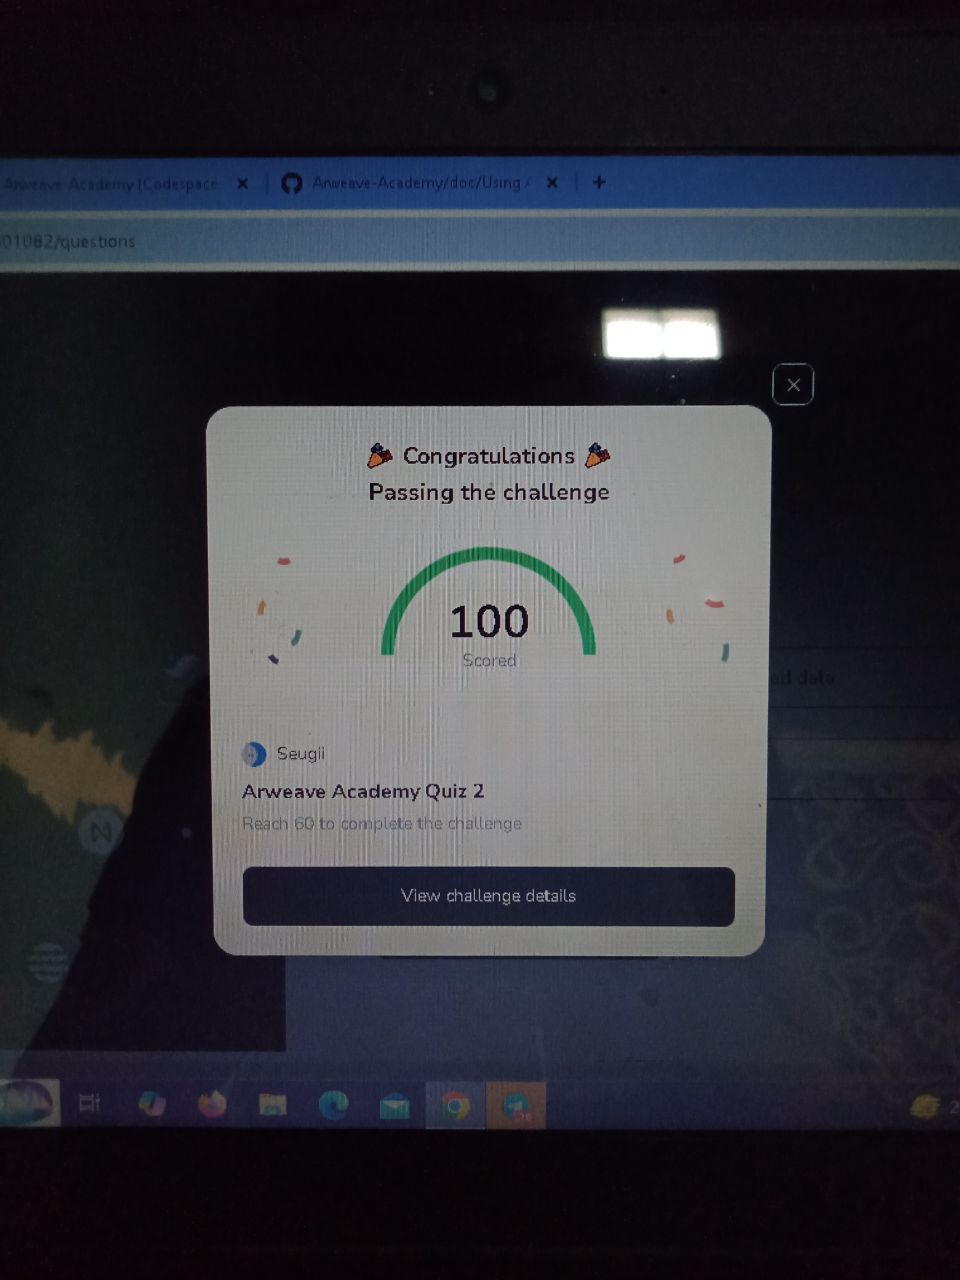 Arweave-Academy [Codespace
Arweave-Academy/doc/Using
01082/questions
Congratulations
Passing the challenge
100
Scored
ed data
Seugii
Arweave Academy Quiz 2
Reach 60 to complete the challenge
View challenge details